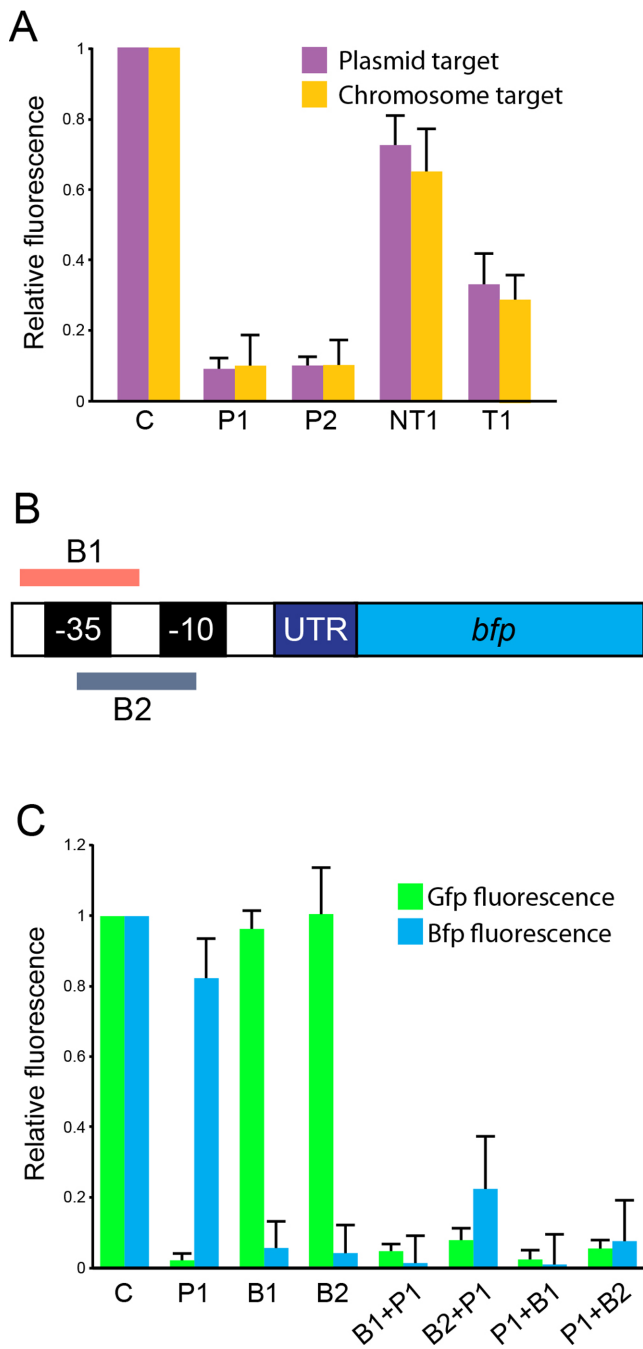 A
Relative fluorescence
1
0.8
0.6
0.4
0.2
0
Plasmid target
Chromosome target
C P1 P2 NT1 T1
B
B1
-35 -10 UTR bfp
B2
C
Relative fluorescence
1.2
1
0.8
0.6
0.4
0.2
0
Gfp fluorescence
Bfp fluorescence
C P1 B1 B2 B1+P1 B2+P1 P1+B1 P1+B2